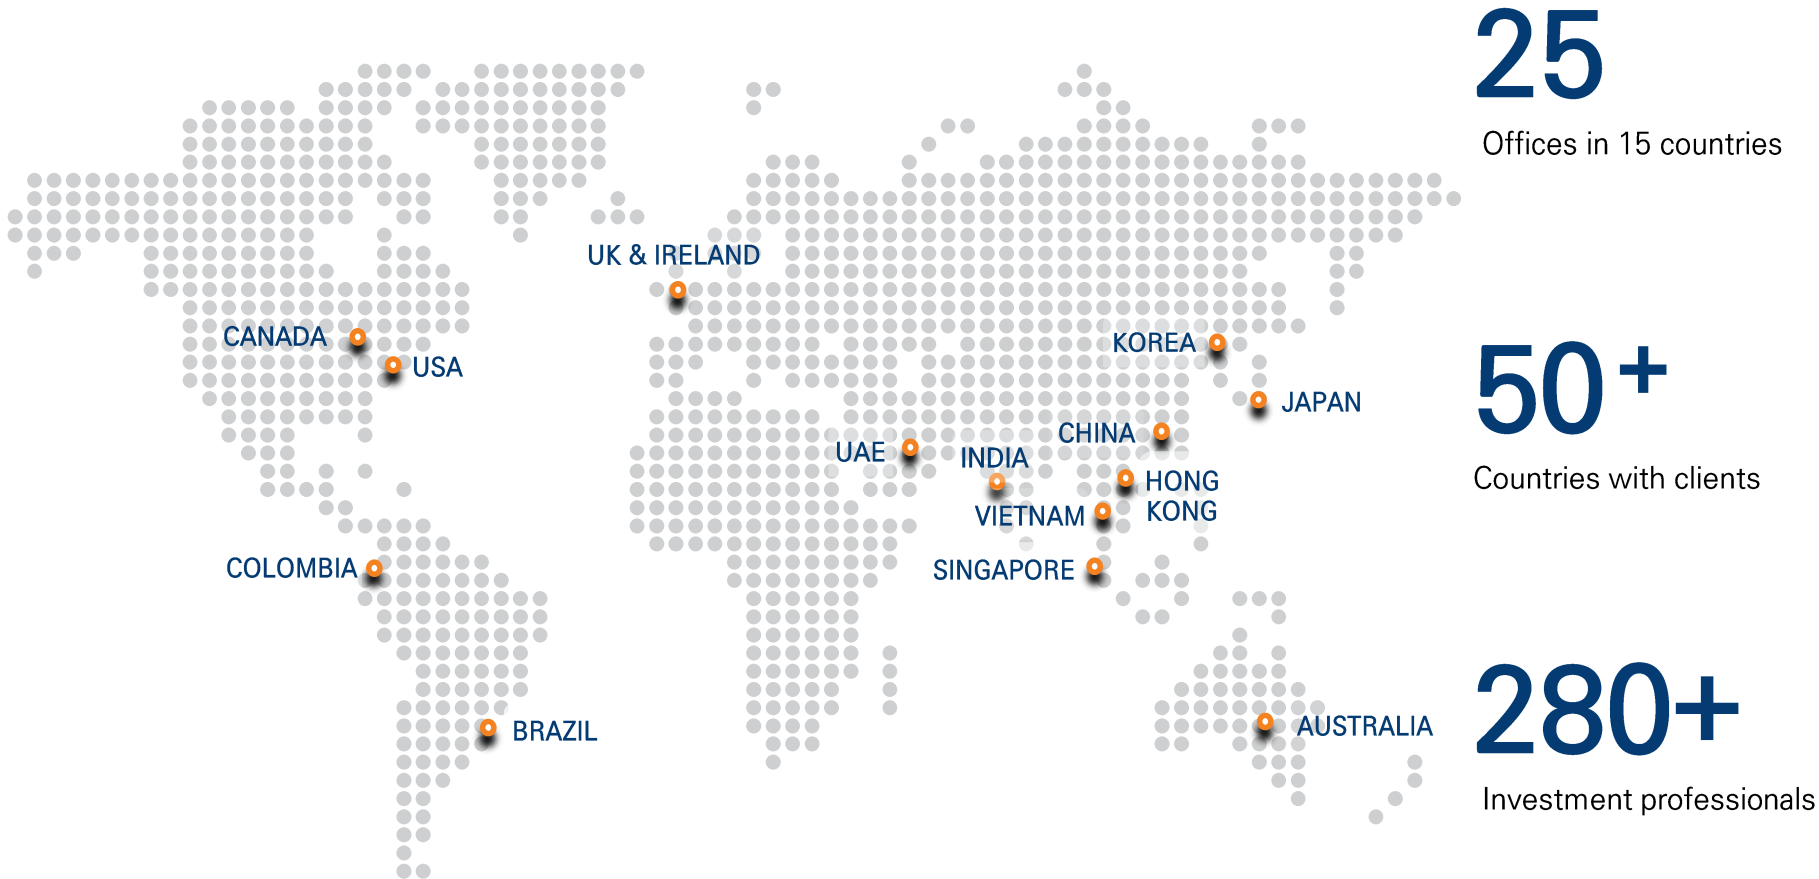 25
Offices in 15 countries
UK & IRELAND
CANADA
USA
KOREA
JAPAN
50+
Countries with clients
CHINA
UAE
INDIA
HONG
KONG
VIETNAM
COLOMBIA
SINGAPORE
BRAZIL
AUSTRALIA
280+
Investment professionals